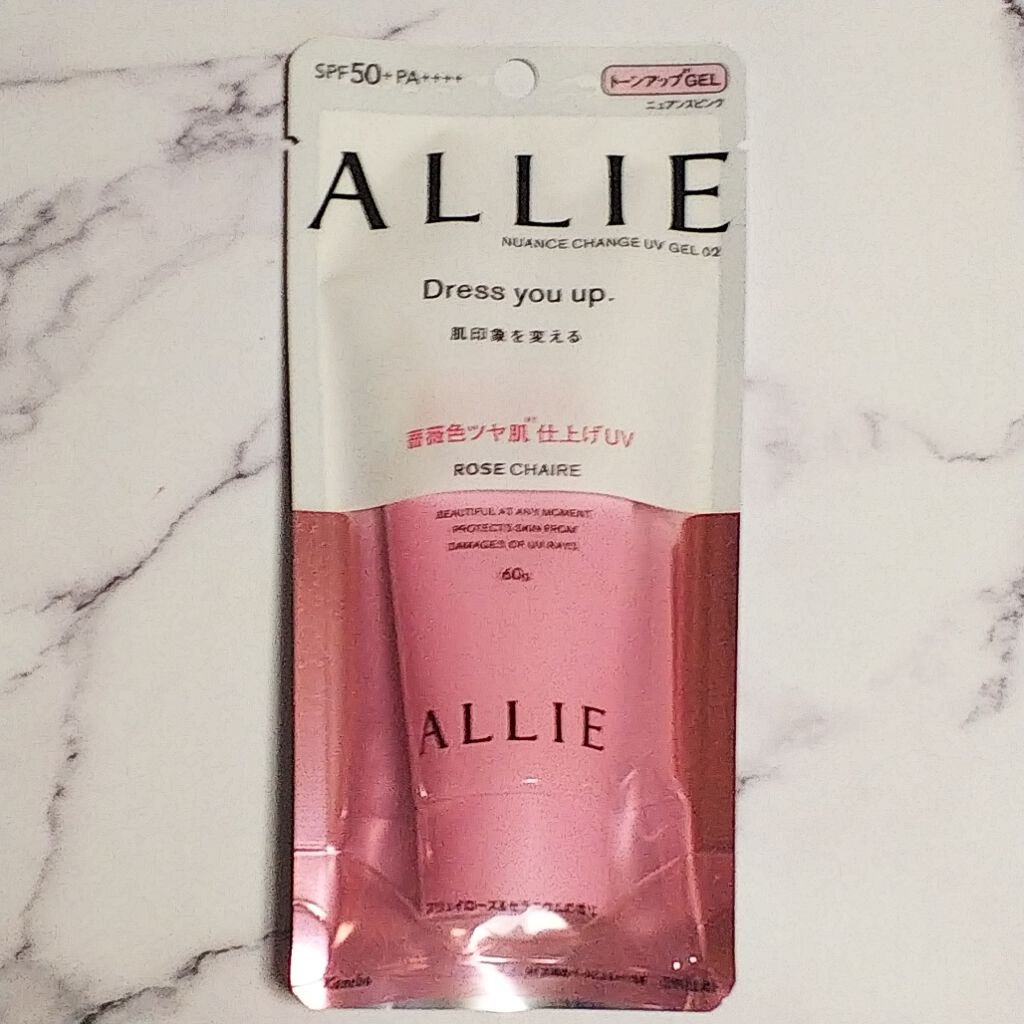 SPF50+PA++++
トーンアップGEL
ニュアンスピンク
ALLIE
NUANCE CHANGE UV GEL 02
Dress you up.
肌印象を変える
薔薇色ツヤ肌 仕上げUV
ROSE CHAIRE
BEAUTIFUL AT ANY MOMENT
PROTECTS SKIN FROM
DAMAGES OF UV RAYS.
60g
ALLIE
Kanebo